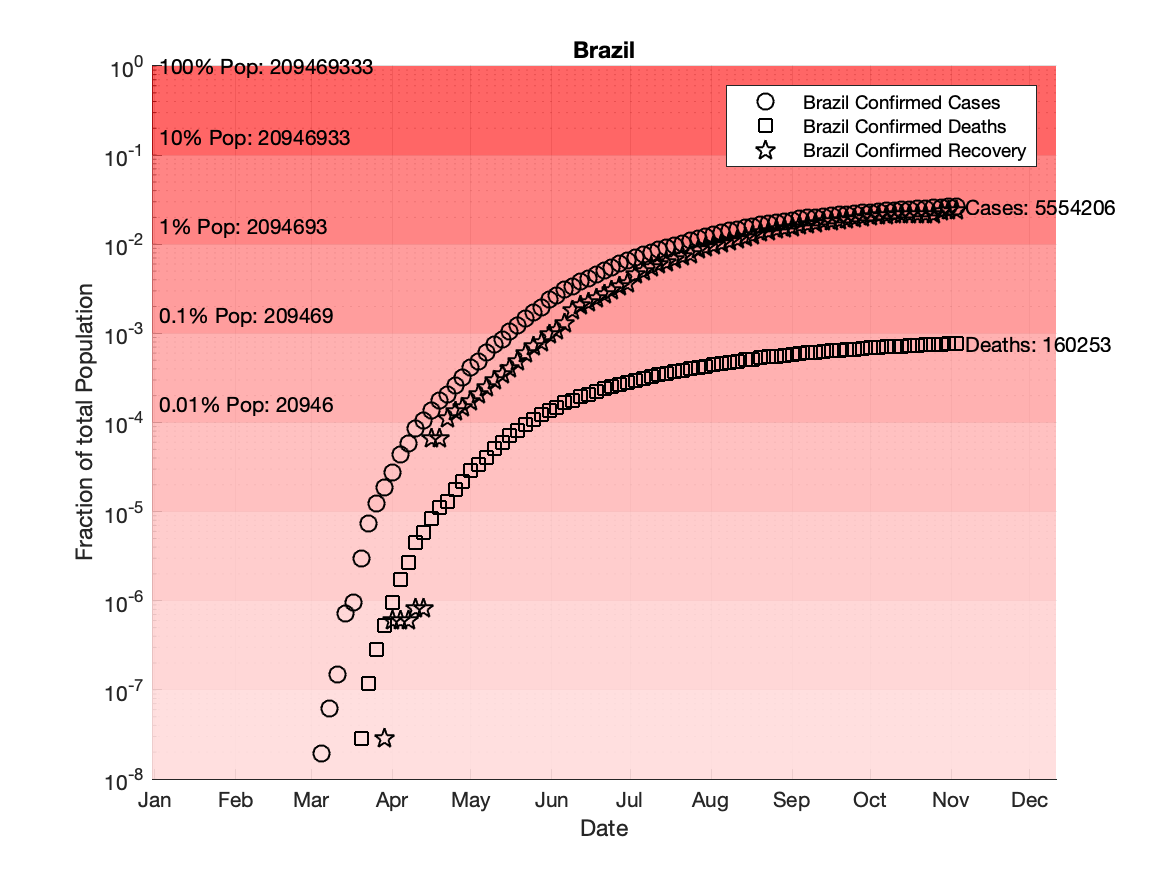 Brazil
10^0
100% Pop: 209469333
Brazil Confirmed Cases
Brazil Confirmed Deaths
Brazil Confirmed Recovery
10% Pop: 20946933
10^-1
1% Pop: 2094693
Cases: 5554206
10^-2
0.1% Pop: 209469
10^-3
Deaths: 160253
0.01% Pop: 20946
10^-4
10^-5
10^-6
10^-7
10^-8
Fraction of total Population
Jan Feb Mar Apr May Jun Jul Aug Sep Oct Nov Dec
Date